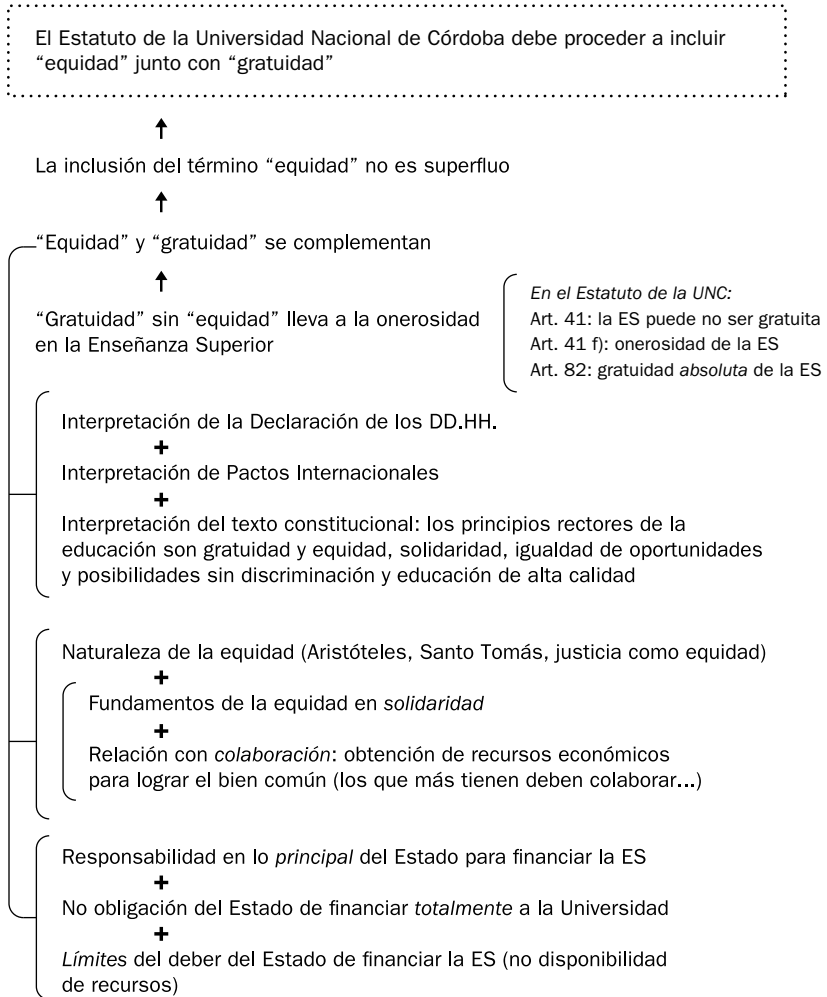 El Estatuto de la Universidad Nacional de Córdoba debe proceder a incluir
“equidad” junto con “gratuidad”
La inclusión del término “equidad” no es superfluo
“Equidad” y “gratuidad” se complementan
“Gratuidad” sin “equidad” lleva a la onerosidad
en la Enseñanza Superior
En el Estatuto de la UNC:
Art. 41: la ES puede no ser gratuita
Art. 41 f): onerosidad de la ES
Art. 82: gratuidad absoluta de la ES
Interpretación de la Declaración de los DD.HH.
+
Interpretación de Pactos Internacionales
+
Interpretación del texto constitucional: los principios rectores de la
educación son gratuidad y equidad, solidaridad, igualdad de oportunidades
y posibilidades sin discriminación y educación de alta calidad
Naturaleza de la equidad (Aristóteles, Santo Tomás, justicia como equidad)
+
Fundamentos de la equidad en solidaridad
+
Relación con colaboración: obtención de recursos económicos
para lograr el bien común (los que más tienen deben colaborar...)
Responsabilidad en lo principal del Estado para financiar la ES
+
No obligación del Estado de financiar totalmente a la Universidad
+
Límites del deber del Estado de financiar la ES (no disponibilidad
de recursos)